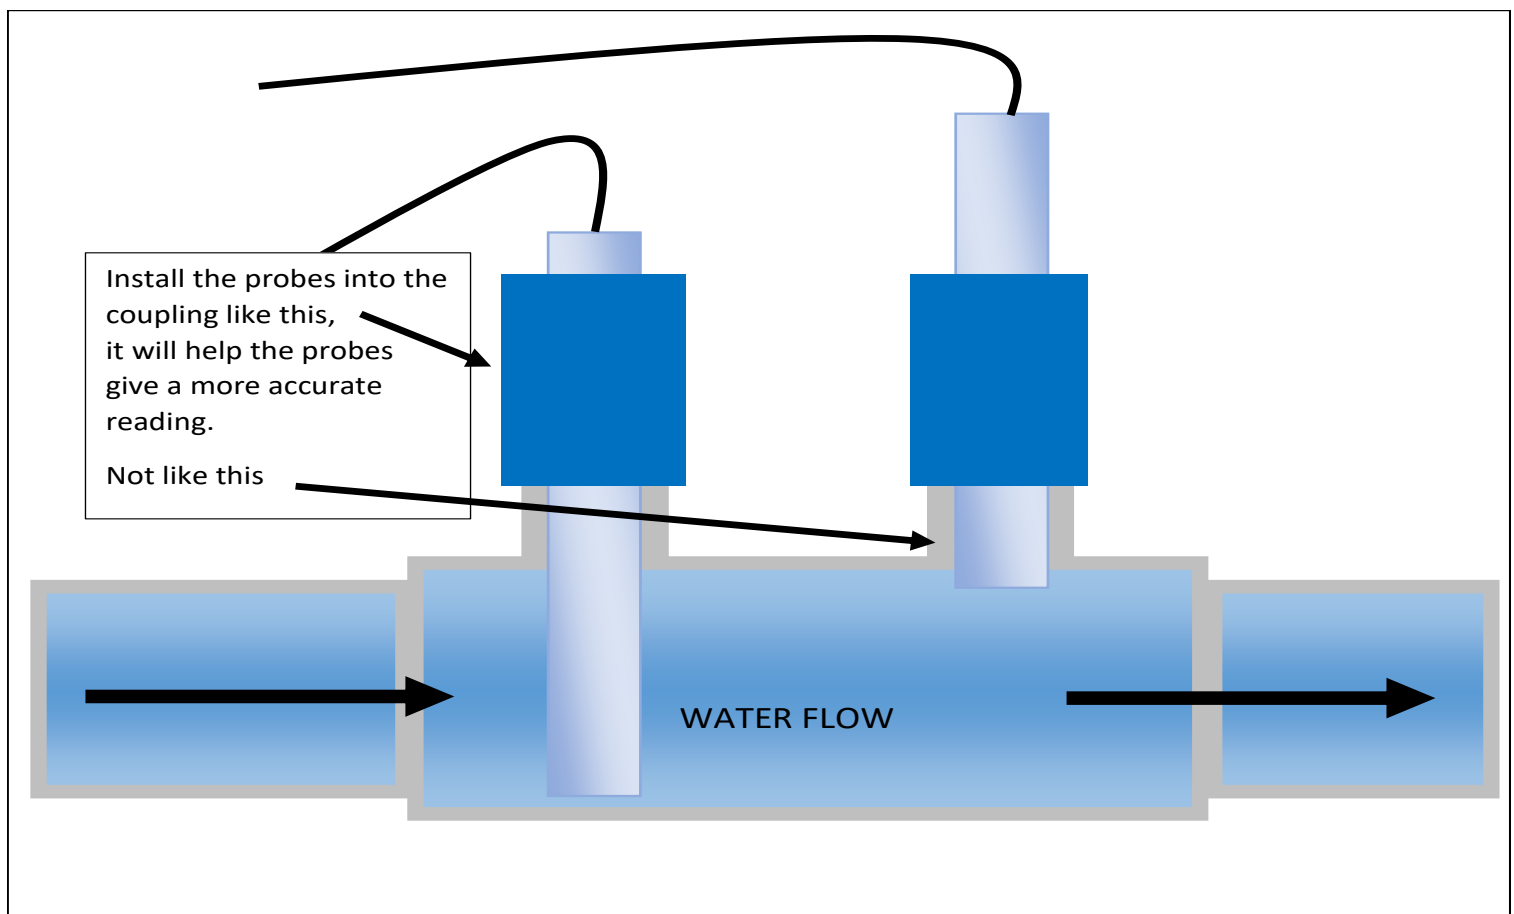 Install the probes into the
coupling like this,
it will help the probes
give a more accurate
reading.
Not like this
WATER FLOW